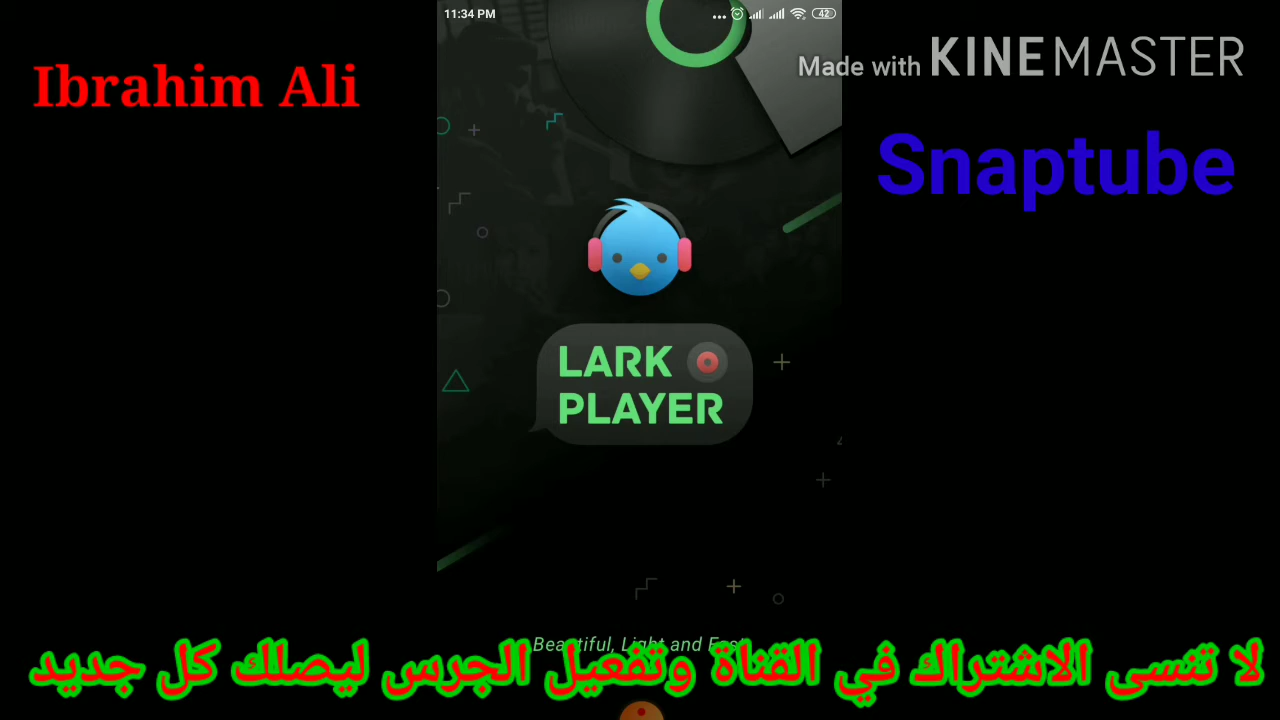 11:34 PM
42
Made with KINEMASTER
Ibrahim Ali
Snaptube
LARK
PLAYER
Beautiful, Light and Fast
لا تنسى الاشتراك في القناة وتفعيل الجرس ليصلك كل جديد